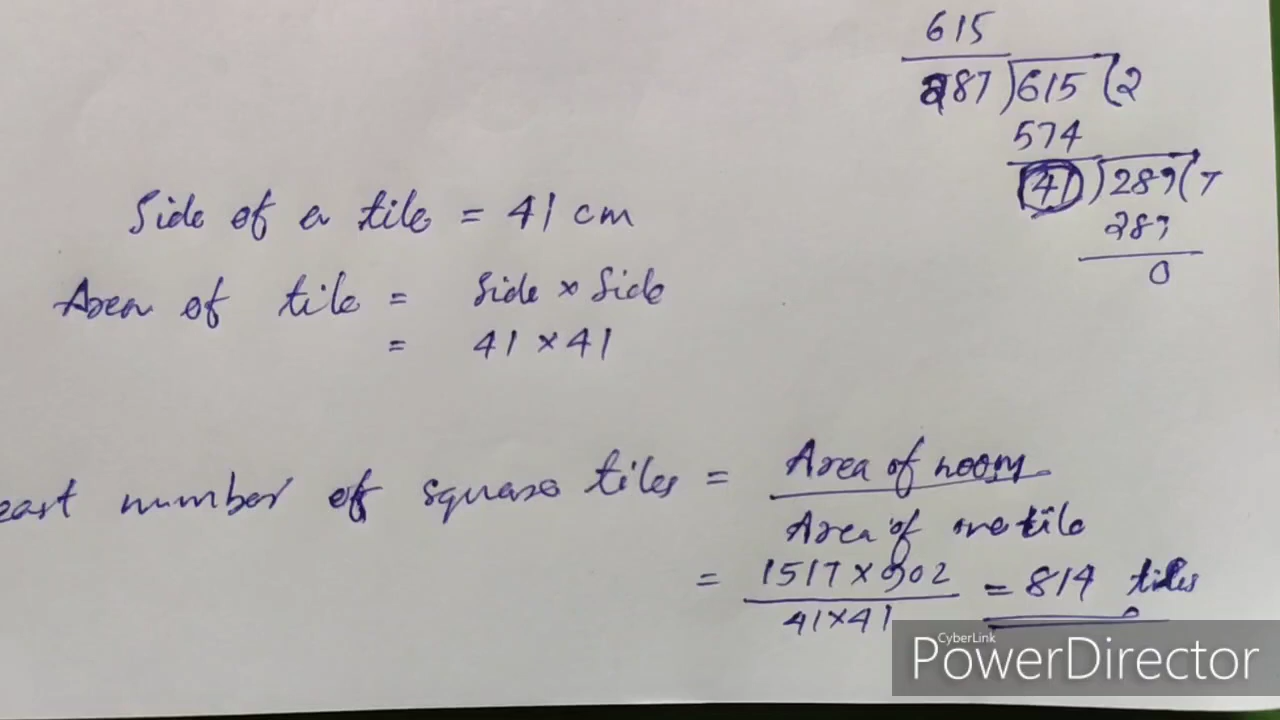 615
287)615(2
574
41)287(7
287
0
Side of a tile = 41 cm
Area of tile = Side × Side
= 41 × 41
east number of square tiles = Area of room
Area of one tile
= 1517×902 = 814 tiles
41×41
CyberLink
PowerDirector